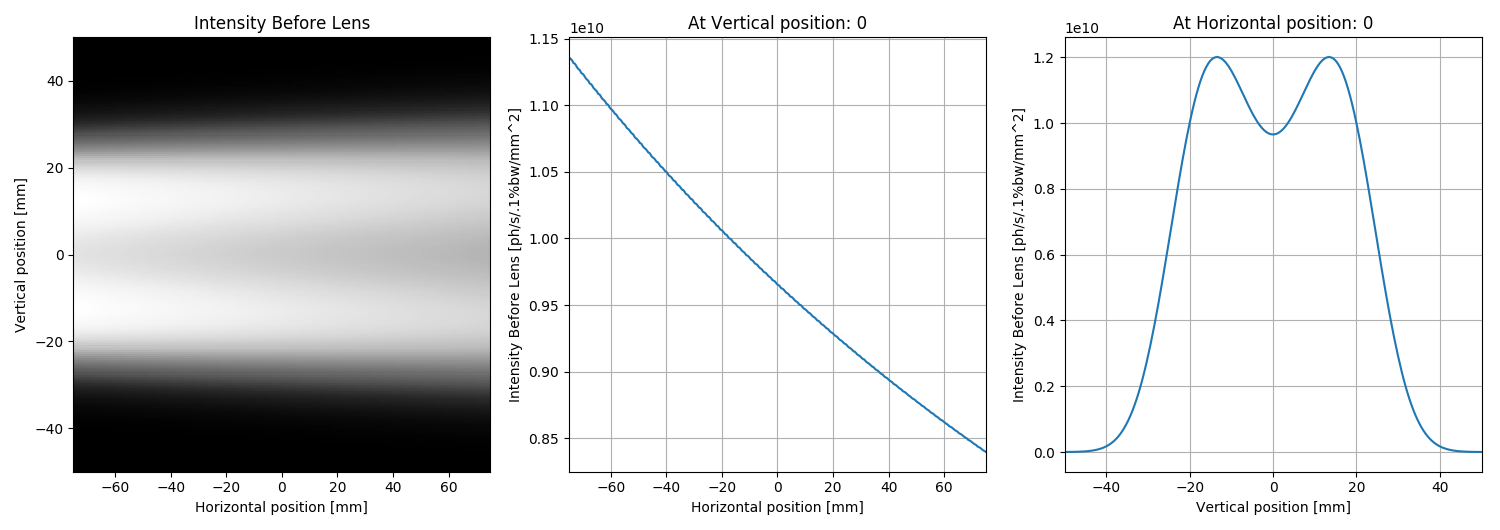 Intensity Before Lens
Vertical position [mm]
40
20
0
−20
−40
−60 −40 −20 0 20 40 60
Horizontal position [mm]
At Vertical position: 0
1e10
Intensity Before Lens [ph/s/.1%bw/mm^2]
1.15
1.10
1.05
1.00
0.95
0.90
0.85
−60 −40 −20 0 20 40 60
Horizontal position [mm]
At Horizontal position: 0
1e10
Intensity Before Lens [ph/s/.1%bw/mm^2]
1.2
1.0
0.8
0.6
0.4
0.2
0.0
−40 −20 0 20 40
Vertical position [mm]